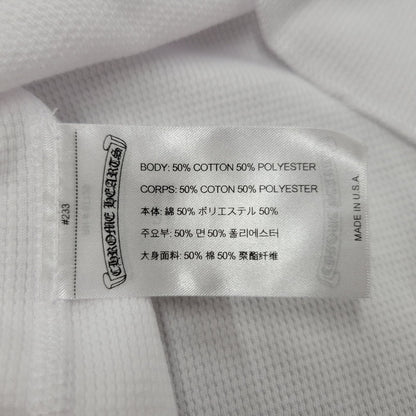 #233
CHROME HEARTS
BODY: 50% COTTON 50% POLYESTER
CORPS: 50% COTON 50% POLYESTER
本体: 綿 50% ポリエステル 50%
주요부: 50% 면 50% 폴리에스터
大身面料: 50% 棉 50% 聚酯纤维
MADE IN U.S.A.